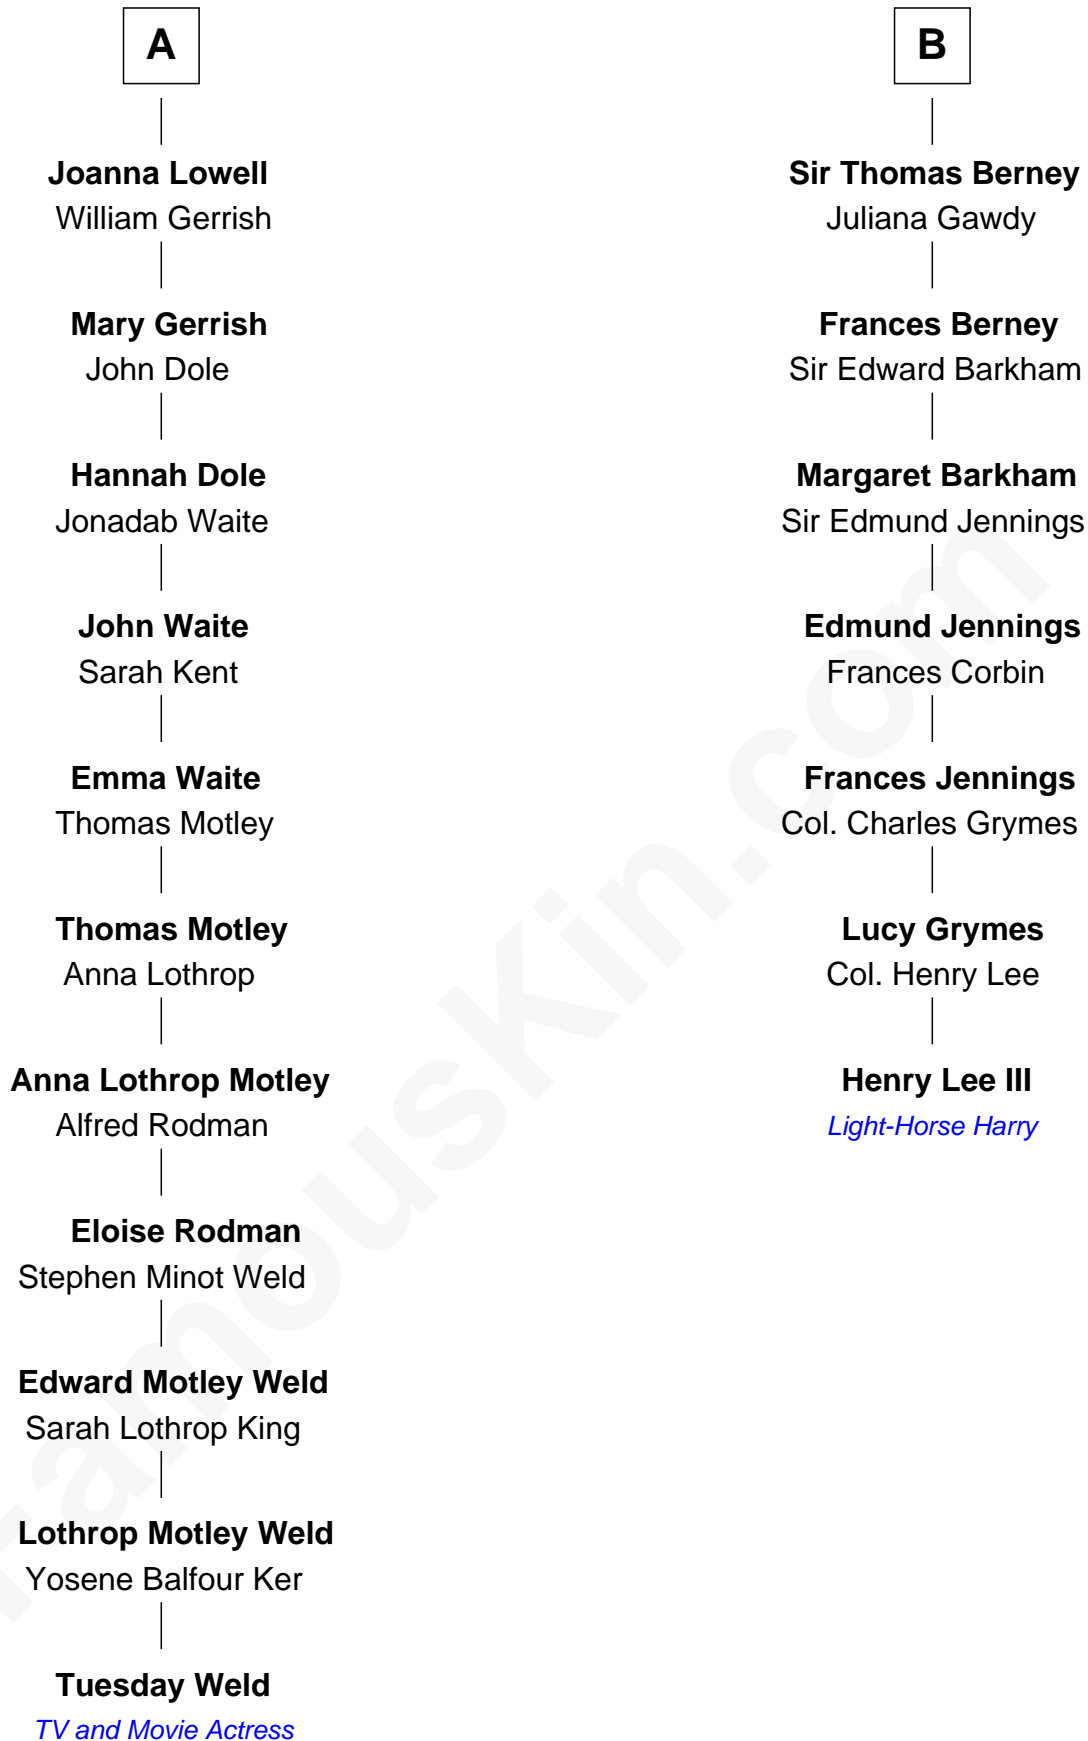 A
Joanna Lowell
William Gerrish
Mary Gerrish
John Dole
Hannah Dole
Jonadab Waite
John Waite
Sarah Kent
Emma Waite
Thomas Motley
Thomas Motley
Anna Lothrop
Anna Lothrop Motley
Alfred Rodman
Eloise Rodman
Stephen Minot Weld
Edward Motley Weld
Sarah Lothrop King
Lothrop Motley Weld
Yosene Balfour Ker
Tuesday Weld
TV and Movie Actress
B
Sir Thomas Berney
Juliana Gawdy
Frances Berney
Sir Edward Barkham
Margaret Barkham
Sir Edmund Jennings
Edmund Jennings
Frances Corbin
Frances Jennings
Col. Charles Grymes
Lucy Grymes
Col. Henry Lee
Henry Lee III
Light-Horse Harry
FamousKin.com